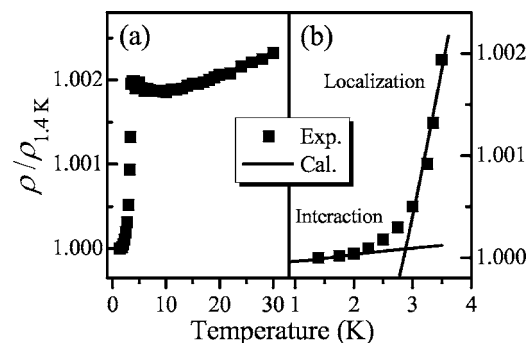 (a)
(b)
ρ/ρ1.4 K
1.002
1.001
1.000
0
10
20
30
1
2
3
4
1.002
1.001
1.000
Localization
Exp.
Cal.
Interaction
Temperature (K)